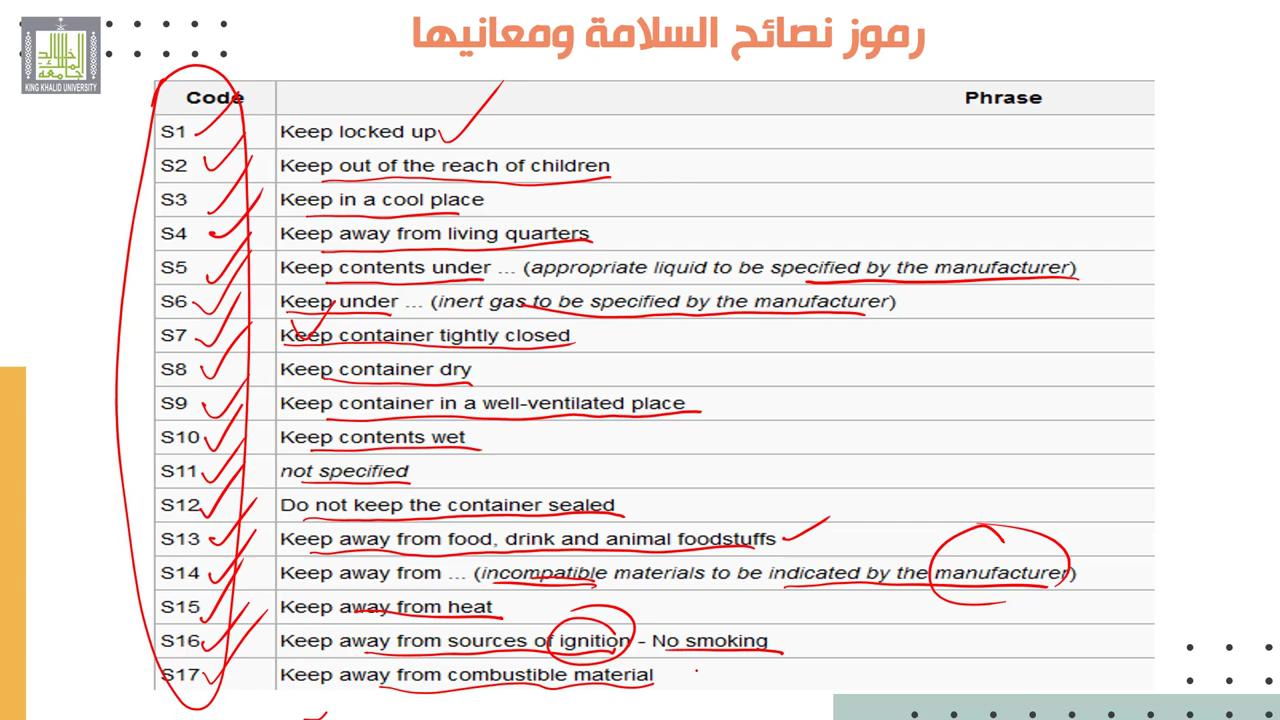 رموز نصائح السلامة ومعانيها
جامعة الملك خالد
KING KHALID UNIVERSITY
Code Phrase
S1 Keep locked up
S2 Keep out of the reach of children
S3 Keep in a cool place
S4 Keep away from living quarters
S5 Keep contents under ... (appropriate liquid to be specified by the manufacturer)
S6 Keep under ... (inert gas to be specified by the manufacturer)
S7 Keep container tightly closed
S8 Keep container dry
S9 Keep container in a well-ventilated place
S10 Keep contents wet
S11 not specified
S12 Do not keep the container sealed
S13 Keep away from food, drink and animal foodstuffs
S14 Keep away from ... (incompatible materials to be indicated by the manufacturer)
S15 Keep away from heat
S16 Keep away from sources of ignition - No smoking
S17 Keep away from combustible material